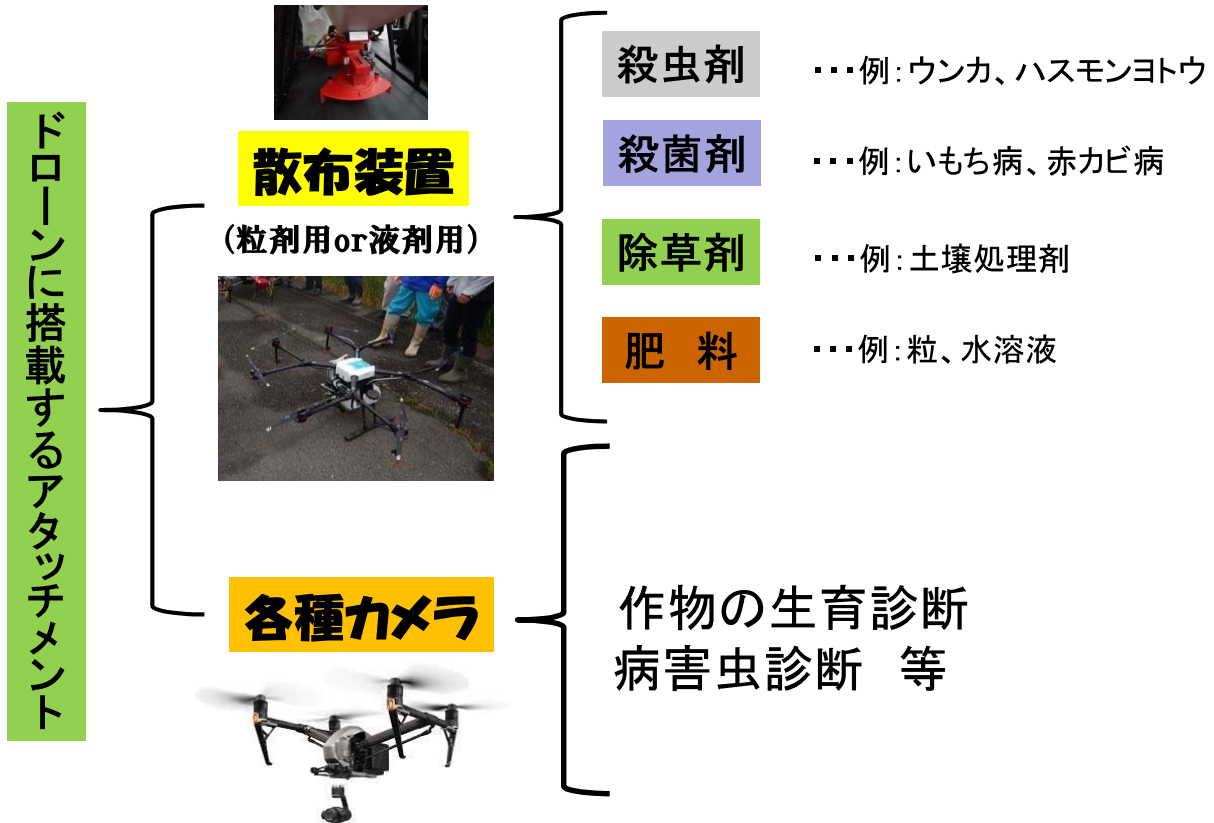 ドローンに搭載するアタッチメント
散布装置
(粒剤用or液剤用)
殺虫剤 ・・・例：ウンカ、ハスモンヨトウ
殺菌剤 ・・・例：いもち病、赤カビ病
除草剤 ・・・例：土壌処理剤
肥　料 ・・・例：粒、水溶液
各種カメラ
作物の生育診断
病害虫診断　等